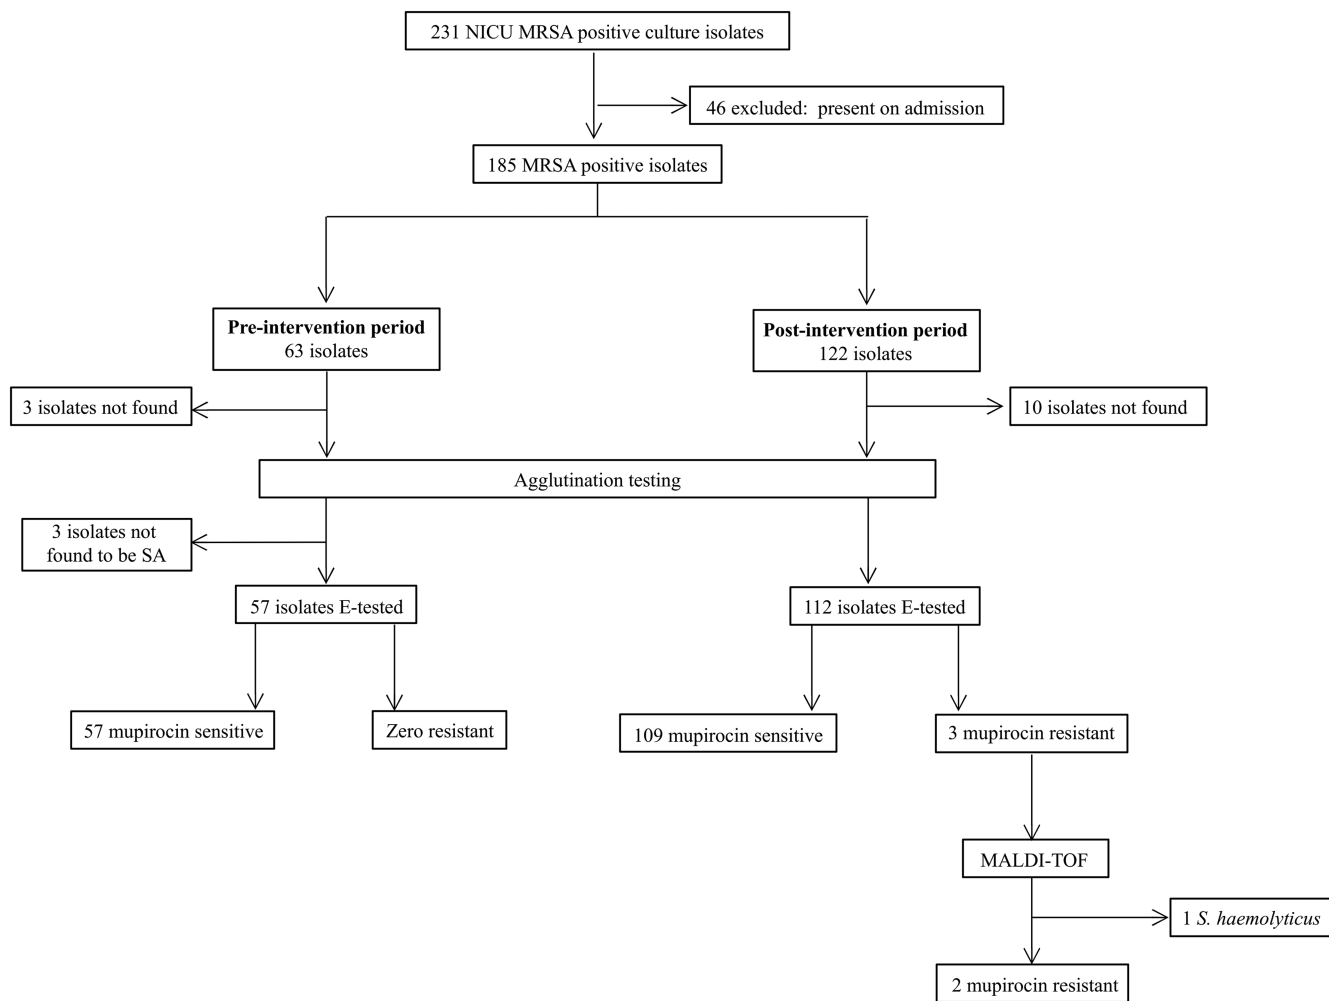 231 NICU MRSA positive culture isolates
46 excluded: present on admission
185 MRSA positive isolates
Pre-intervention period
63 isolates
Post-intervention period
122 isolates
3 isolates not found
10 isolates not found
Agglutination testing
3 isolates not
found to be SA
57 isolates E-tested
112 isolates E-tested
57 mupirocin sensitive
Zero resistant
109 mupirocin sensitive
3 mupirocin resistant
MALDI-TOF
1 S. haemolyticus
2 mupirocin resistant